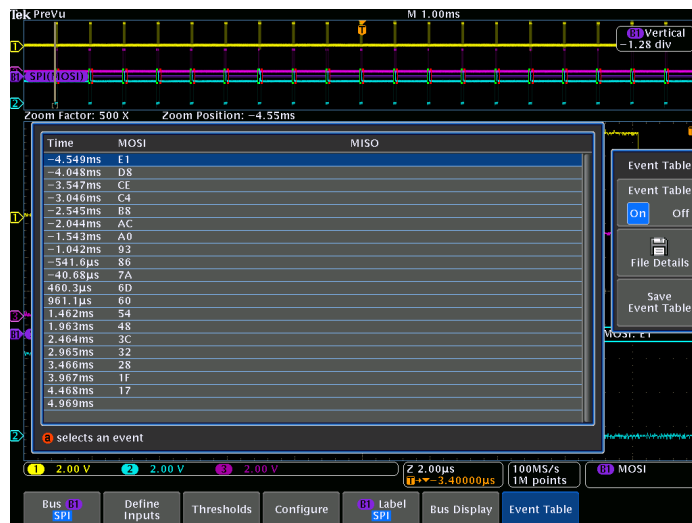 Tek PreVu M 1.00ms
B1 Vertical
-1.28 div
1
B1 SPI(MOSI)
2
Zoom Factor: 500 X Zoom Position: -4.55ms
Time MOSI MISO
-4.549ms E1
-4.048ms D8
-3.547ms CE
-3.046ms C4
-2.545ms B8
-2.044ms AC
-1.543ms A0
-1.042ms 93
-541.6µs 86
-40.68µs 7A
460.3µs 6D
961.1µs 60
1.462ms 54
1.963ms 48
2.464ms 3C
2.965ms 32
3.466ms 28
3.967ms 1F
4.468ms 17
4.969ms
a selects an event
Event Table
Event Table
On Off
File Details
Save
Event Table
1
3
B1
MOSI: E1
2
1 2.00 V 2 2.00 V 3 2.00 V
Z 2.00µs
T→▼-3.40000µs
100MS/s
1M points
B1 MOSI
Bus B1
SPI
Define
Inputs
Thresholds
Configure
B1 Label
SPI
Bus Display
Event Table